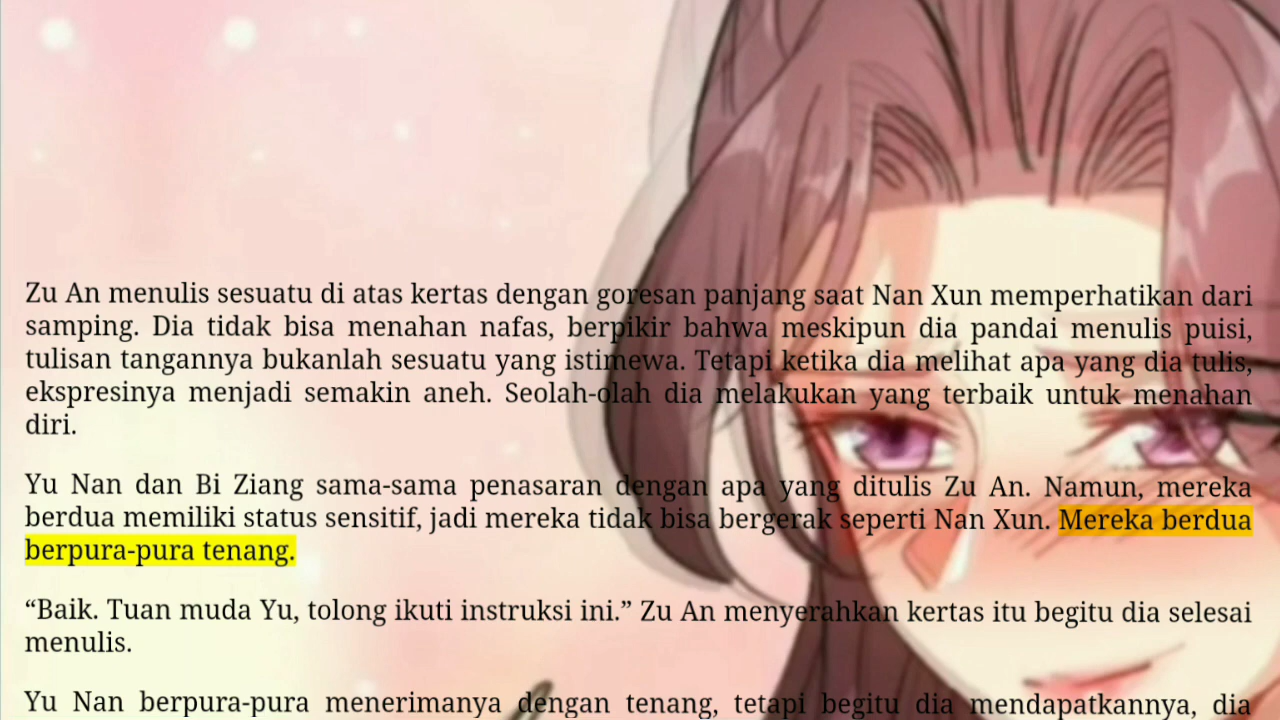 Zu An menulis sesuatu di atas kertas dengan goresan panjang saat Nan Xun memperhatikan dari
samping. Dia tidak bisa menahan nafas, berpikir bahwa meskipun dia pandai menulis puisi,
tulisan tangannya bukanlah sesuatu yang istimewa. Tetapi ketika dia melihat apa yang dia tulis,
ekspresinya menjadi semakin aneh. Seolah-olah dia melakukan yang terbaik untuk menahan
diri.
Yu Nan dan Bi Ziang sama-sama penasaran dengan apa yang ditulis Zu An. Namun, mereka
berdua memiliki status sensitif, jadi mereka tidak bisa bergerak seperti Nan Xun. Mereka berdua
berpura-pura tenang.
“Baik. Tuan muda Yu, tolong ikuti instruksi ini.” Zu An menyerahkan kertas itu begitu dia selesai
menulis.
Yu Nan berpura-pura menerimanya dengan tenang, tetapi begitu dia mendapatkannya, dia